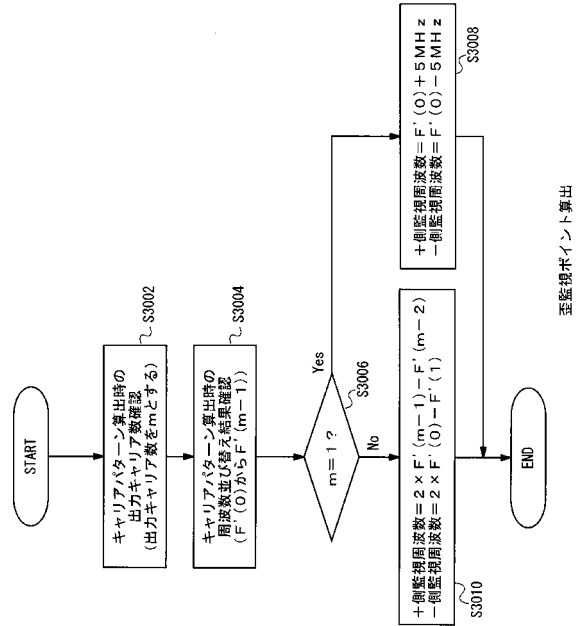 START
キャリアパターン算出時の
出力キャリア数確認
(出力キャリア数をmとする)
S3002
キャリアパターン算出時の
周波数並び替え結果確認
(F'(0)からF'(m-1))
S3004
m=1?
S3006
Yes
No
+側監視周波数=F'(0)+5MHz
-側監視周波数=F'(0)-5MHz
S3008
+側監視周波数=2×F'(m-1)-F'(m-2)
-側監視周波数=2×F'(0)-F'(1)
S3010
END
歪監視ポイント算出